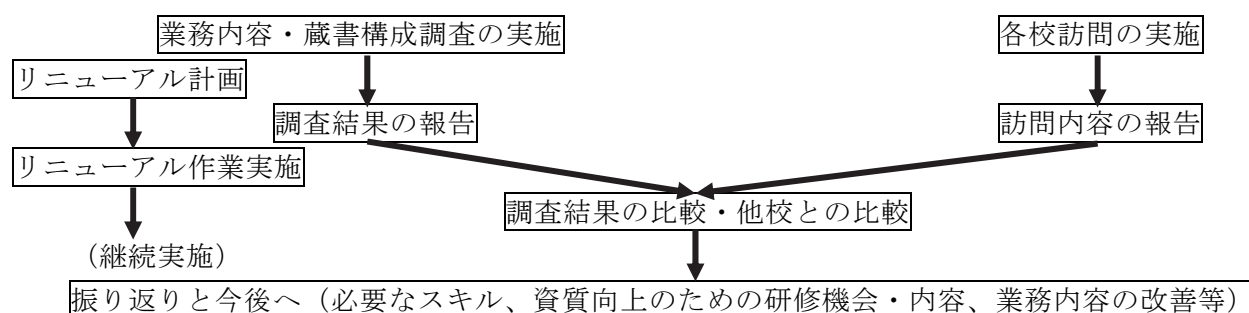 業務内容・蔵書構成調査の実施
各校訪問の実施
リニューアル計画
調査結果の報告
訪問内容の報告
リニューアル作業実施
調査結果の比較・他校との比較
（継続実施）
振り返りと今後へ（必要なスキル、資質向上のための研修機会・内容、業務内容の改善等）